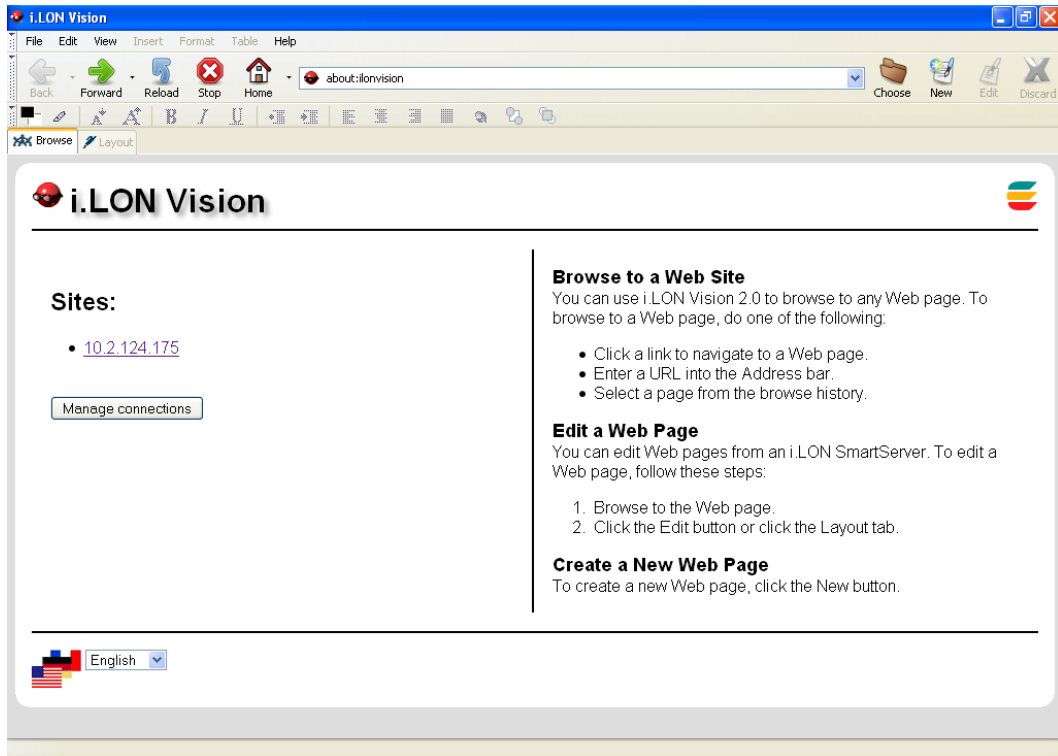 i.LON Vision
File Edit View Insert Format Table Help
about:ilonvision
Back Forward Reload Stop Home Choose New Edit Discard
B I U
Browse Layout
i.LON Vision
Sites:
10.2.124.175
Manage connections
Browse to a Web Site
You can use i.LON Vision 2.0 to browse to any Web page. To
browse to a Web page, do one of the following:
Click a link to navigate to a Web page.
Enter a URL into the Address bar.
Select a page from the browse history.
Edit a Web Page
You can edit Web pages from an i.LON SmartServer. To edit a
Web page, follow these steps:
1. Browse to the Web page.
2. Click the Edit button or click the Layout tab.
Create a New Web Page
To create a new Web page, click the New button.
English